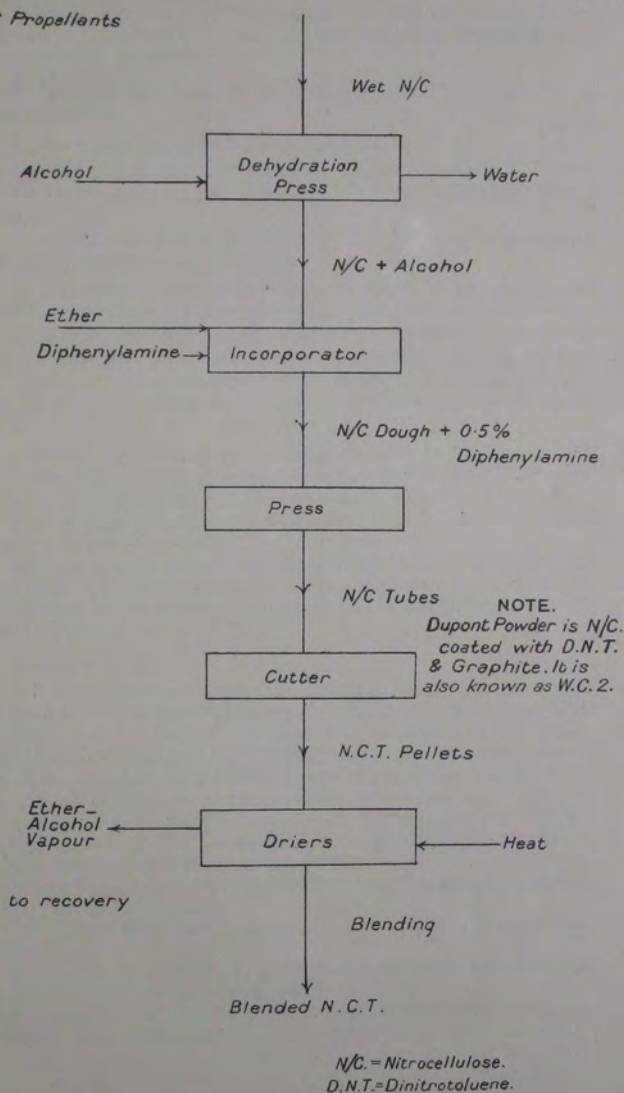 Propellants
Wet N/C
Alcohol
Dehydration
Press
Water
N/C + Alcohol
Ether
Diphenylamine
Incorporator
N/C Dough + 0·5%
Diphenylamine
Press
N/C Tubes
NOTE.
Dupont Powder is N/C.
coated with D.N.T.
& Graphite. It is
also known as W.C.2.
Cutter
N.C.T. Pellets
Ether–
Alcohol
Vapour
Driers
Heat
to recovery
Blending
Blended N.C.T.
N/C.=Nitrocellulose.
D.N.T.=Dinitrotoluene.